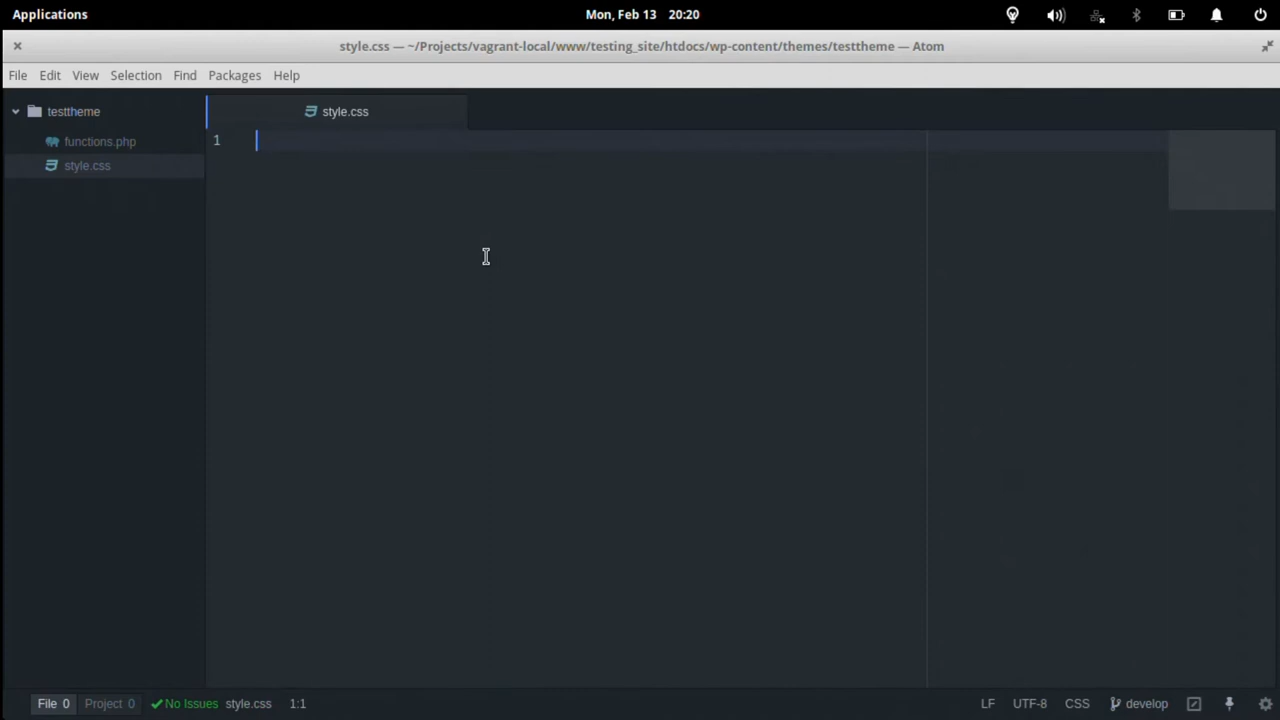 Applications
Mon, Feb 13 20:20
style.css — ~/Projects/vagrant-local/www/testing_site/htdocs/wp-content/themes/testtheme — Atom
File Edit View Selection Find Packages Help
testtheme
style.css
functions.php
1
style.css
File 0 Project 0 No Issues style.css 1:1 LF UTF-8 CSS develop